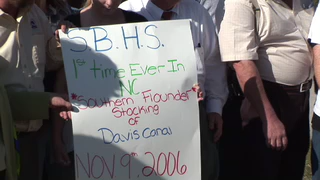 S.B.H.S.
1st time Ever In
NC
*Southern Flounder*
Stocking
of
Davis Canal
NOV 9th, 2006